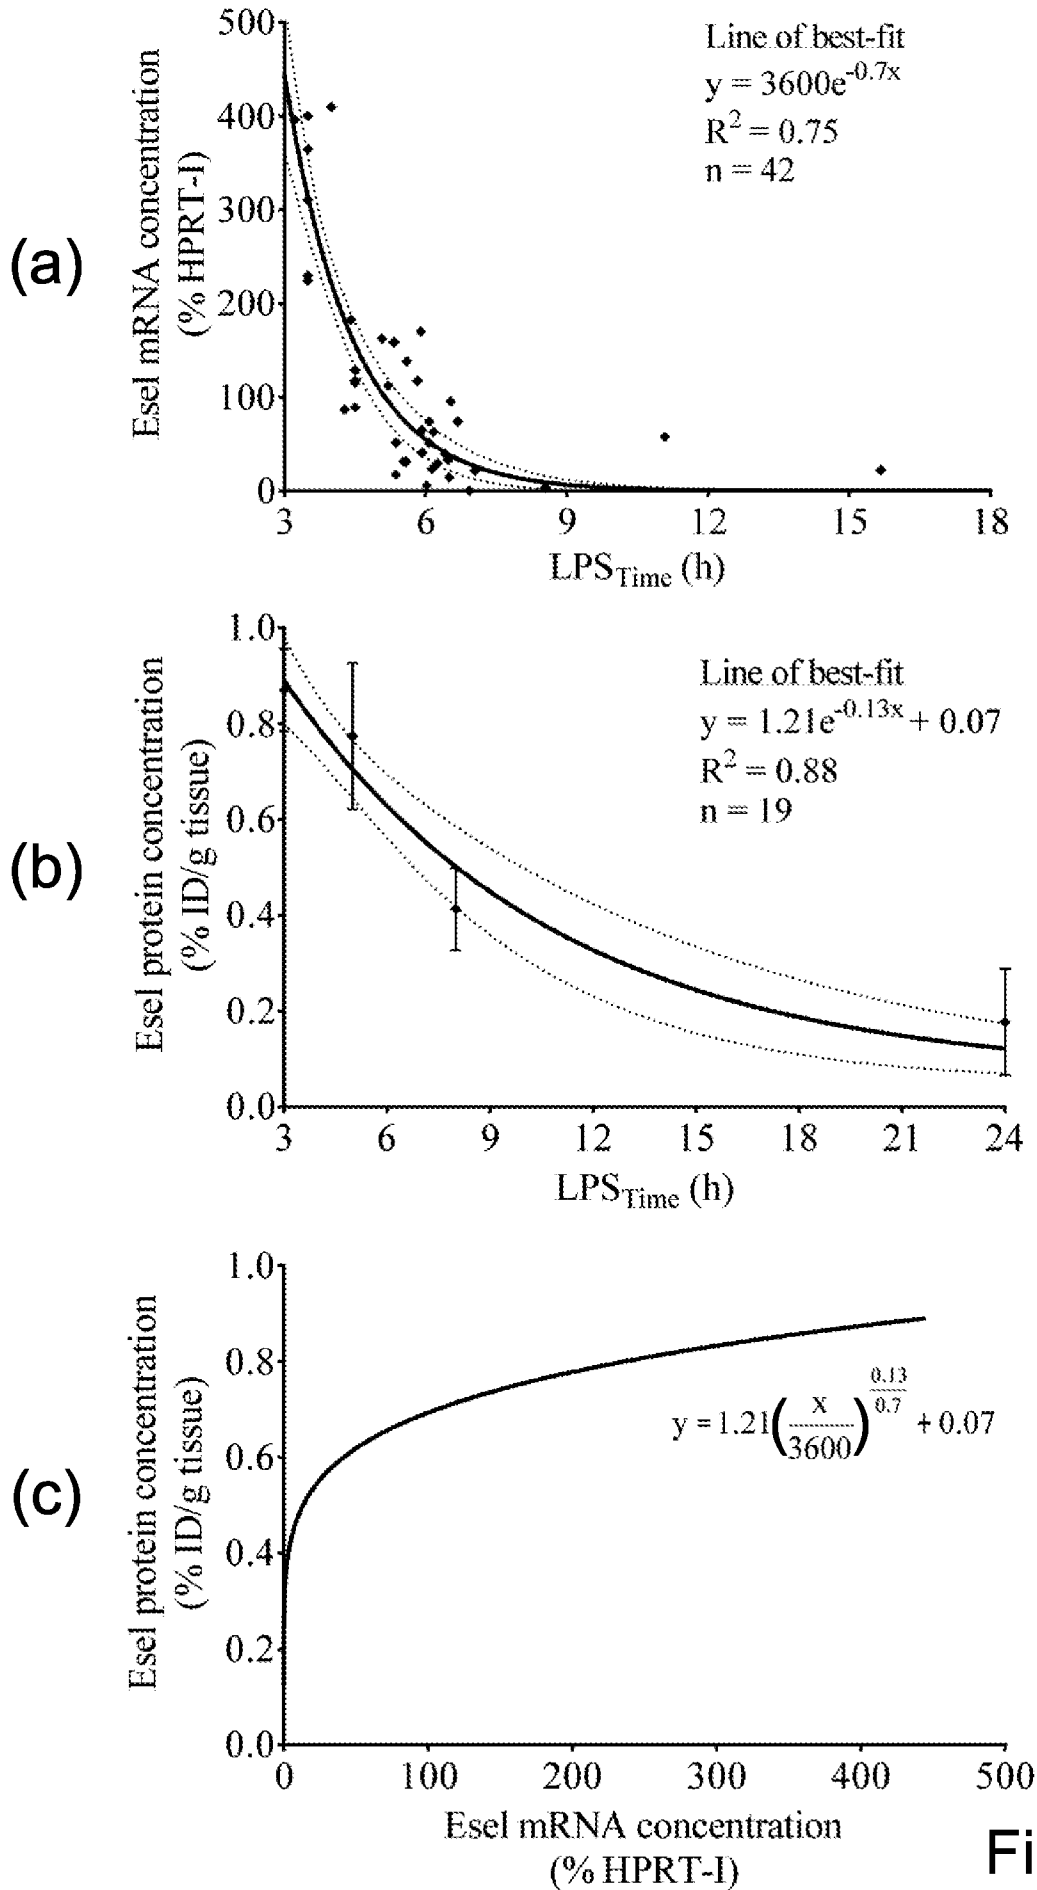 (a)
Esel mRNA concentration
(% HPRT-I)
500
400
300
200
100
0
3 6 9 12 15 18
LPSTime (h)
Line of best-fit
y = 3600e^-0.7x
R² = 0.75
n = 42
(b)
Esel protein concentration
(% ID/g tissue)
1.0
0.8
0.6
0.4
0.2
0.0
3 6 9 12 15 18 21 24
LPSTime (h)
Line of best-fit
y = 1.21e^-0.13x + 0.07
R² = 0.88
n = 19
(c)
Esel protein concentration
(% ID/g tissue)
1.0
0.8
0.6
0.4
0.2
0.0
0 100 200 300 400 500
Esel mRNA concentration
(% HPRT-I)
y = 1.21(x/3600)^0.13/0.7 + 0.07
Fi